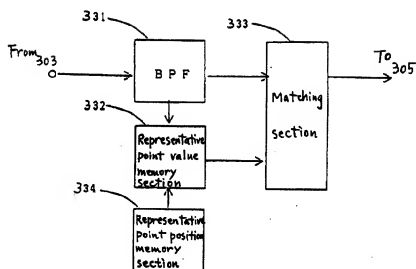 331
333
From
303
BPF
To
305
332
Matching
section
Representative
point value
memory
section
334
Representative
point position
memory
section